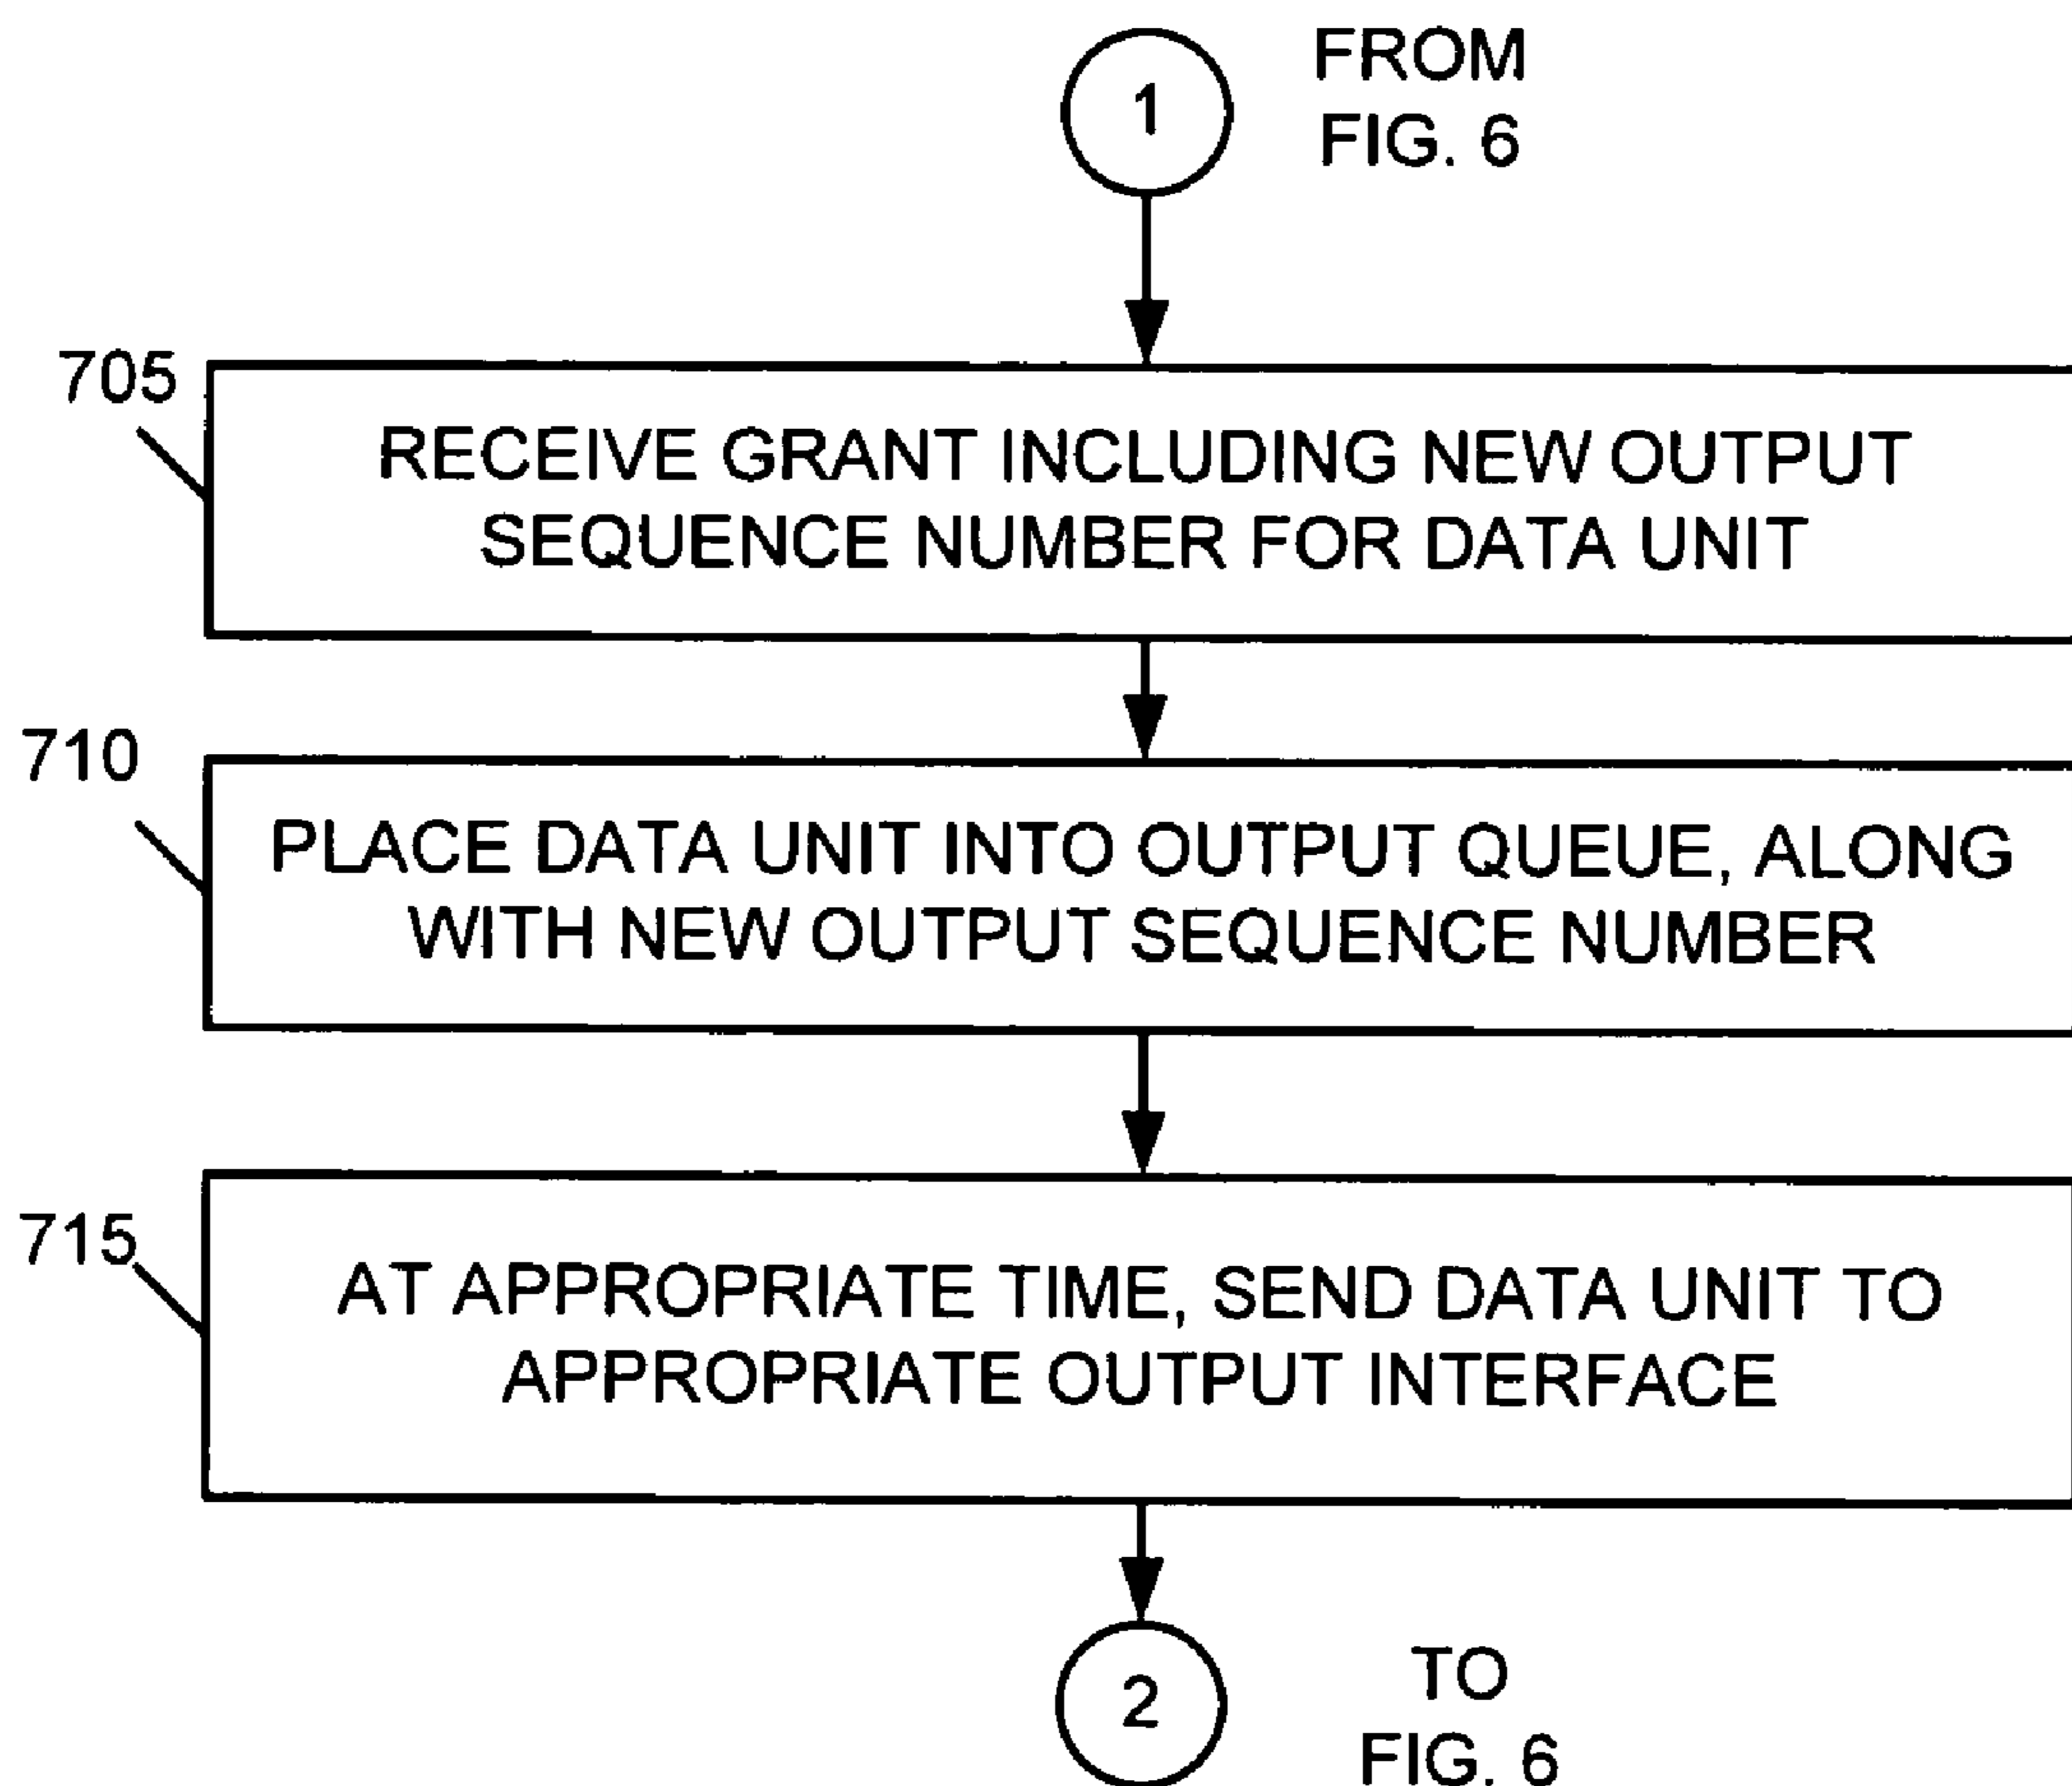 1
FROM
FIG. 6
705
RECEIVE GRANT INCLUDING NEW OUTPUT
SEQUENCE NUMBER FOR DATA UNIT
710
PLACE DATA UNIT INTO OUTPUT QUEUE, ALONG
WITH NEW OUTPUT SEQUENCE NUMBER
715
AT APPROPRIATE TIME, SEND DATA UNIT TO
APPROPRIATE OUTPUT INTERFACE
2
TO
FIG. 6